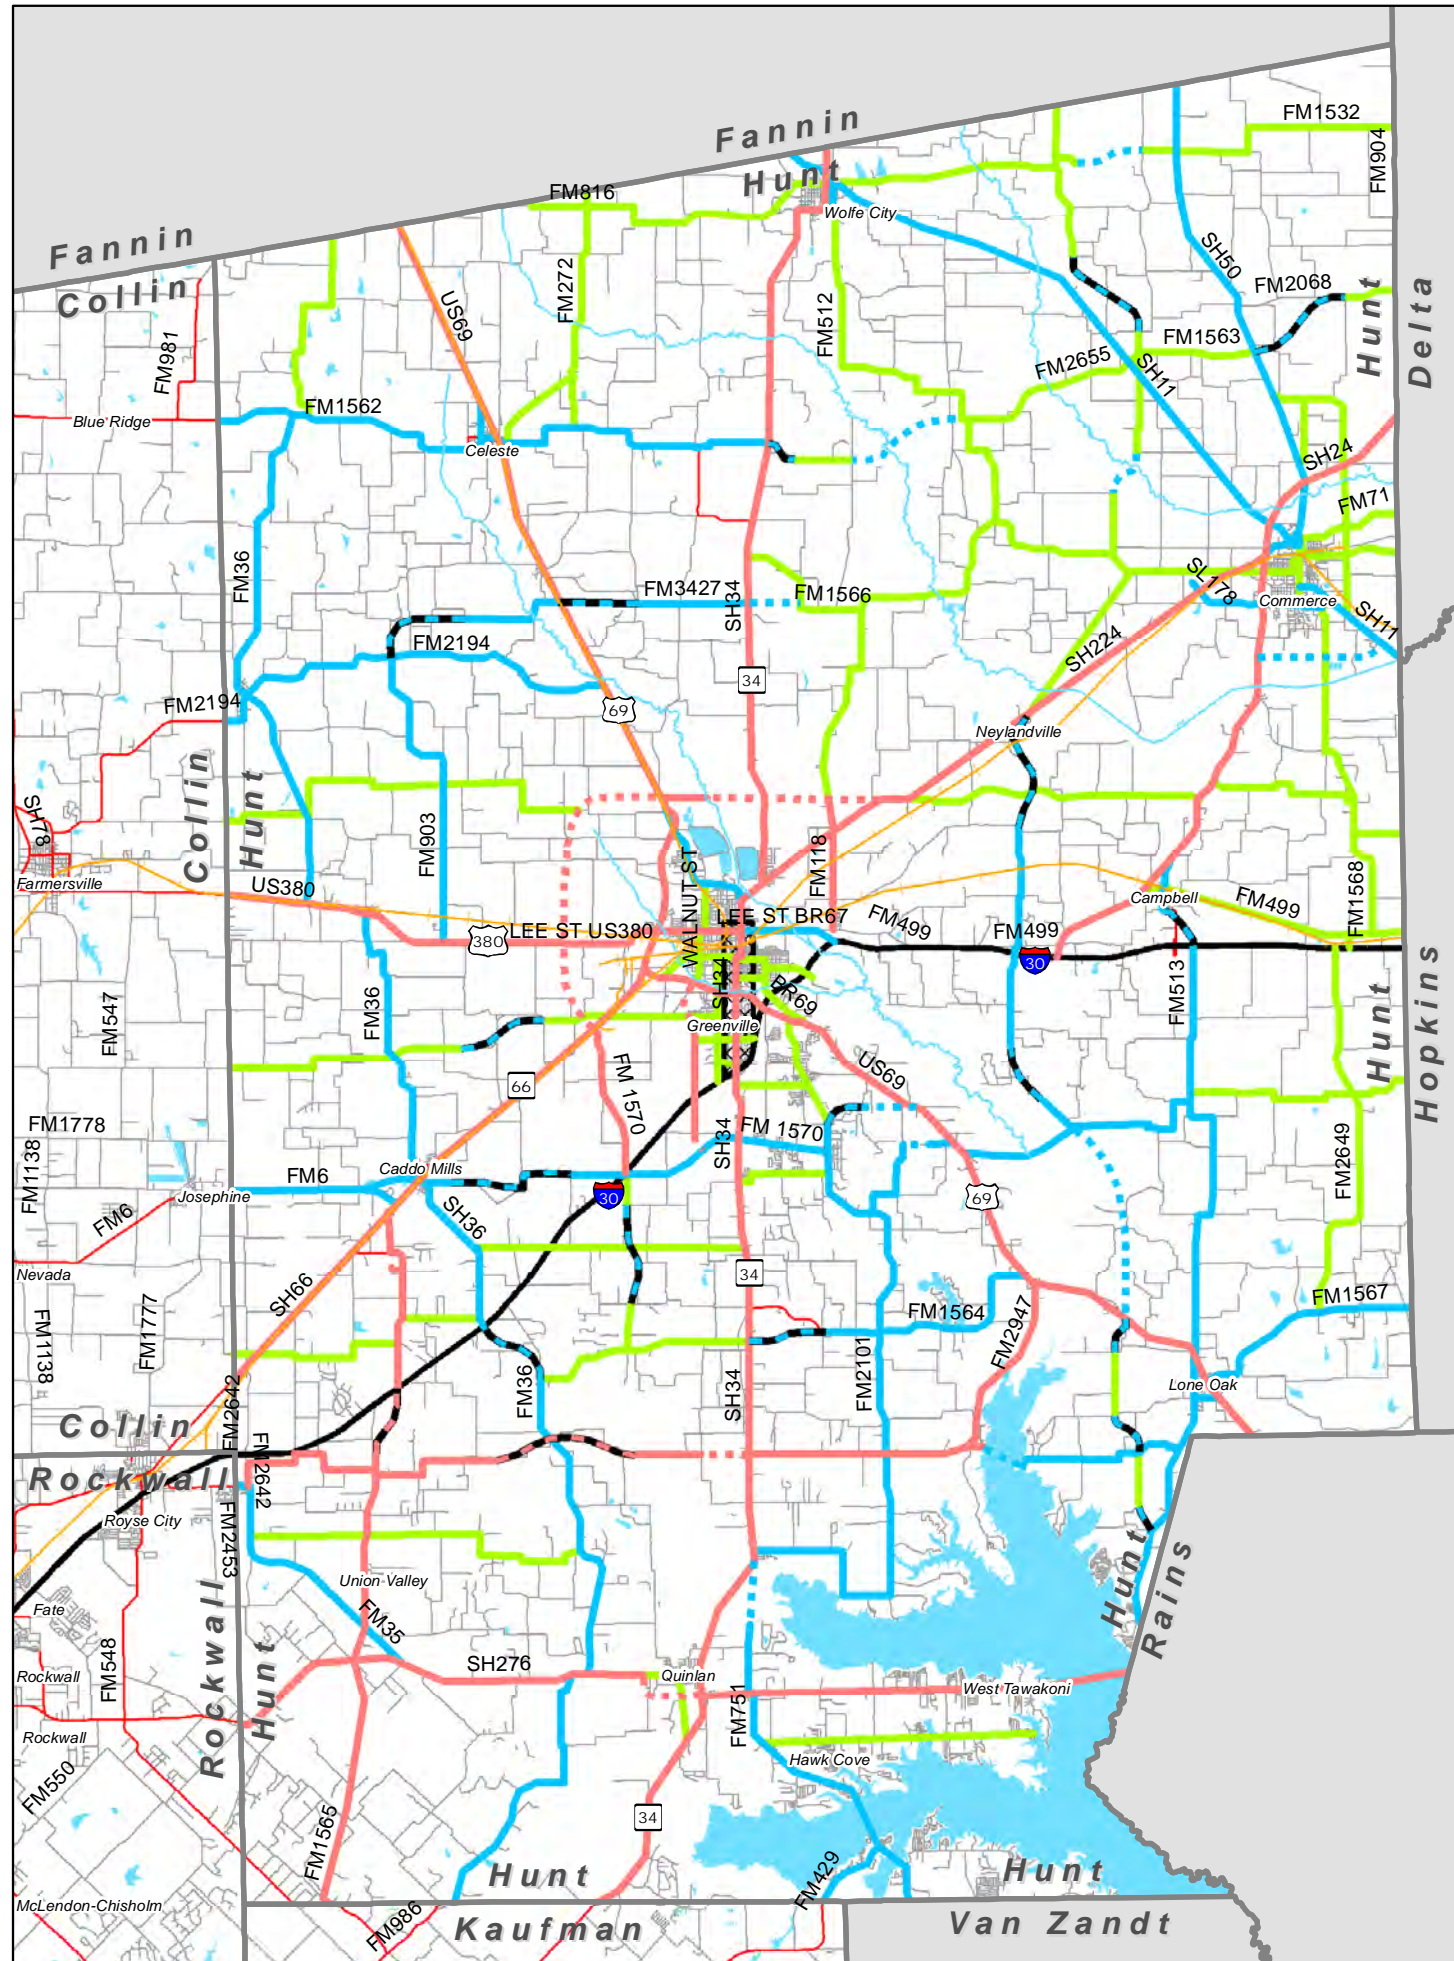 Fannin
Hunt
FM1532
FM904
FM816
Wolfe City
Fannin
Collin
FM981
US69
FM272
FM512
SH50
FM2068
Hunt
Delta
FM1563
FM2655
SH11
Blue Ridge
FM1562
Celeste
SH24
FM71
FM36
FM3427
SH34
FM1566
SL178
Commerce
SH11
FM2194
SH224
34
FM2194
69
Neylandville
Collin
Hunt
SH78
FM903
FM118
WALNUT ST
Farmersville
US380
LEE ST US380
380
LEE ST BR67
FM499
FM499
Campbell
FM499
FM1568
30
FM547
FM36
SH34
BR69
Greenville
FM513
Hunt
Hopkins
66
FM 1570
US69
FM1778
FM1138
SH34
FM 1570
FM2649
Caddo Mills
FM6
Josephine
FM6
30
69
SH36
Nevada
34
SH66
FM1777
FM1138
FM1564
FM2947
FM1567
FM36
SH34
FM2101
Lone Oak
FM2642
Collin
Rockwall
FM2642
Royse City
FM2453
Hunt
Rains
Union Valley
Fate
FM35
Rockwall
Hunt
FM548
Rockwall
SH276
Quinlan
West Tawakoni
FM751
Rockwall
Hawk Cove
FM550
34
FM1565
Hunt
Hunt
FM429
McLendon-Chisholm
FM986
Kaufman
Van Zandt